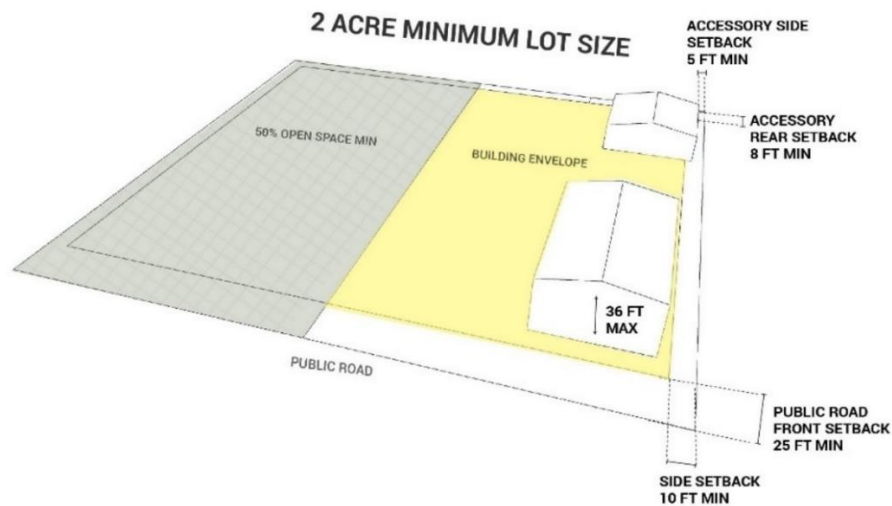 2 ACRE MINIMUM LOT SIZE
ACCESSORY SIDE
SETBACK
5 FT MIN
ACCESSORY
REAR SETBACK
8 FT MIN
50% OPEN SPACE MIN
BUILDING ENVELOPE
36 FT
MAX
PUBLIC ROAD
PUBLIC ROAD
FRONT SETBACK
25 FT MIN
SIDE SETBACK
10 FT MIN